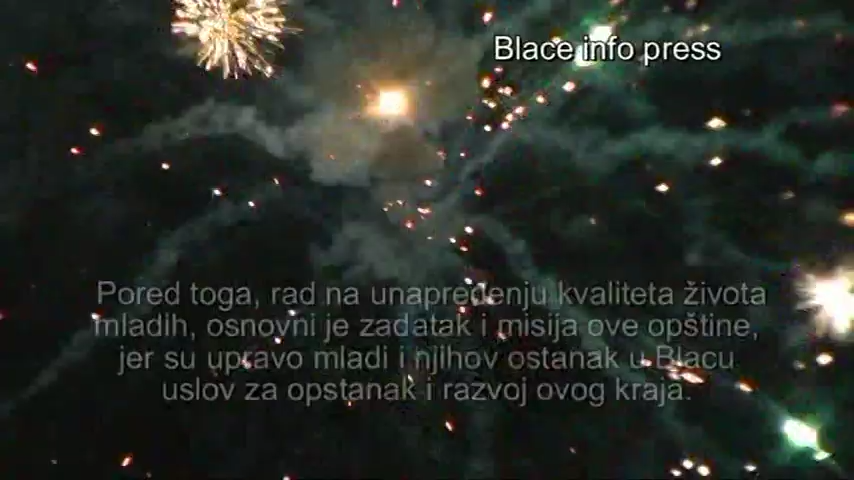 Blace info press
Pored toga, rad na unapređenju kvaliteta života
mladih, osnovni je zadatak i misija ove opštine,
jer su upravo mladi i njihov ostanak u Blacu
uslov za opstanak i razvoj ovog kraja.